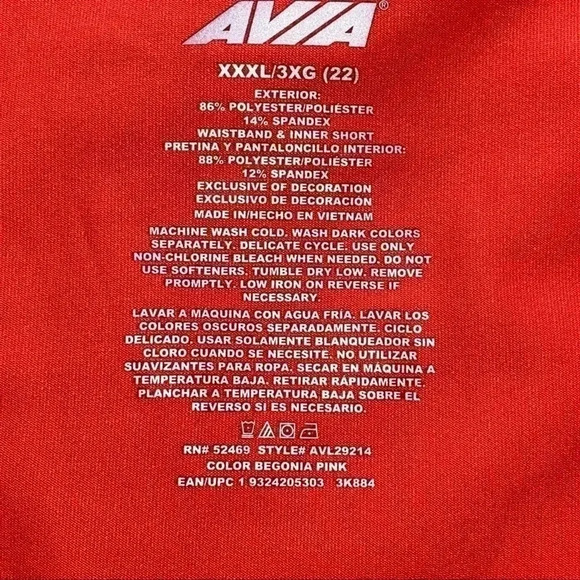 AVIA®
XXXL/3XG (22)
EXTERIOR:
86% POLYESTER/POLIÉSTER
14% SPANDEX
WAISTBAND & INNER SHORT
PRETINA Y PANTALONCILLO INTERIOR:
88% POLYESTER/POLIÉSTER
12% SPANDEX
EXCLUSIVE OF DECORATION
EXCLUSIVO DE DECORACIÓN
MADE IN/HECHO EN VIETNAM
MACHINE WASH COLD. WASH DARK COLORS
SEPARATELY. DELICATE CYCLE. USE ONLY
NON-CHLORINE BLEACH WHEN NEEDED. DO NOT
USE SOFTENERS. TUMBLE DRY LOW. REMOVE
PROMPTLY. LOW IRON ON REVERSE IF
NECESSARY.
LAVAR A MÁQUINA CON AGUA FRÍA. LAVAR LOS
COLORES OSCUROS SEPARADAMENTE. CICLO
DELICADO. USAR SOLAMENTE BLANQUEADOR SIN
CLORO CUANDO SE NECESITE. NO UTILIZAR
SUAVIZANTES PARA ROPA. SECAR EN MÁQUINA A
TEMPERATURA BAJA. RETIRAR RÁPIDAMENTE.
PLANCHAR A TEMPERATURA BAJA SOBRE EL
REVERSO SI ES NECESARIO.
RN# 52469 STYLE# AVL29214
COLOR BEGONIA PINK
EAN/UPC 1 9324205303 3K884